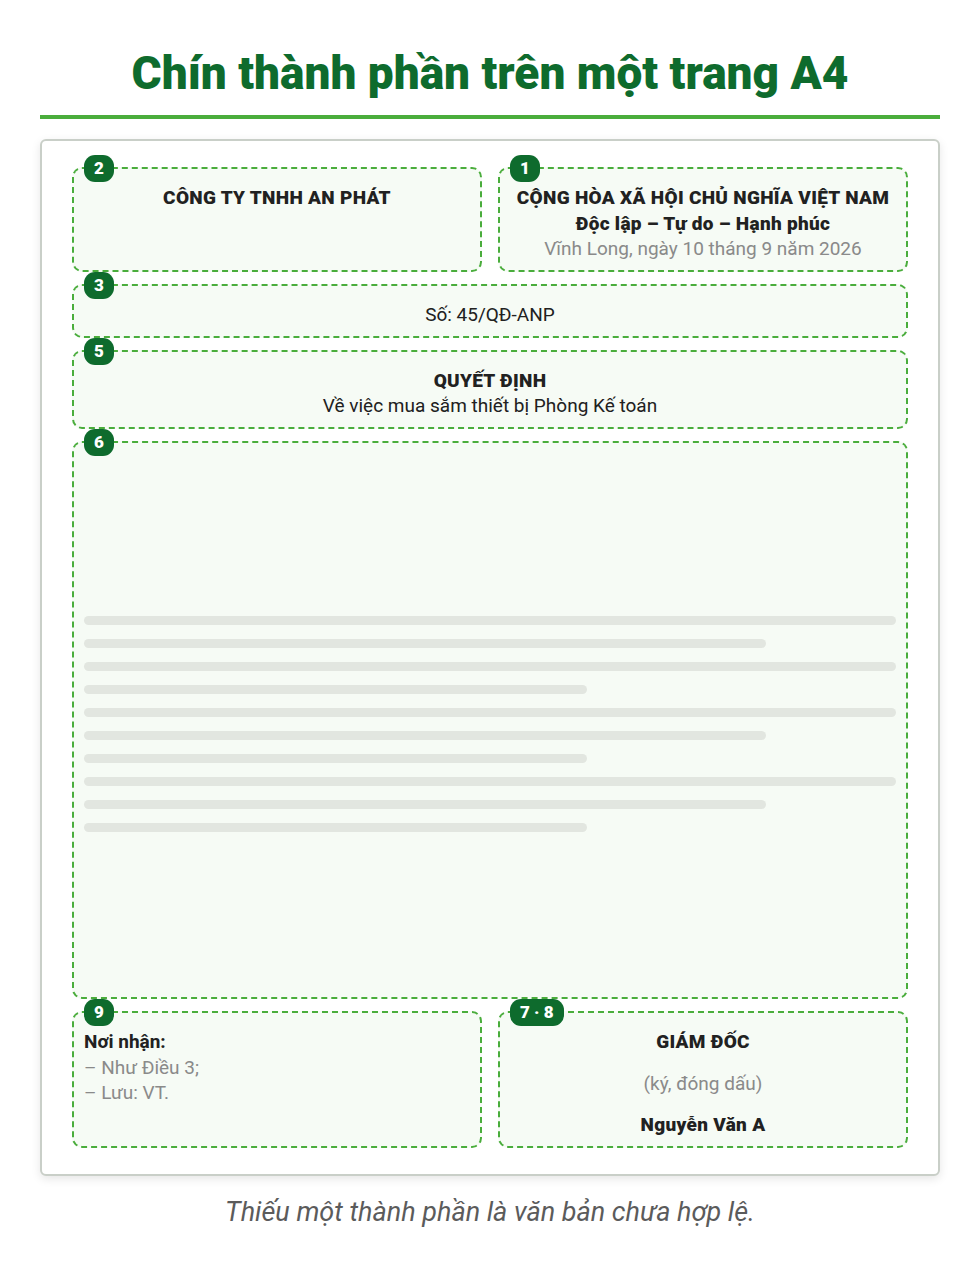 Chín thành phần trên một trang A4
2
CÔNG TY TNHH AN PHÁT
1
CỘNG HÒA XÃ HỘI CHỦ NGHĨA VIỆT NAM
Độc lập – Tự do – Hạnh phúc
Vĩnh Long, ngày 10 tháng 9 năm 2026
3
Số: 45/QĐ-ANP
5
QUYẾT ĐỊNH
Về việc mua sắm thiết bị Phòng Kế toán
6
9
Nơi nhận:
– Như Điều 3;
– Lưu: VT.
7 · 8
GIÁM ĐỐC
(ký, đóng dấu)
Nguyễn Văn A
Thiếu một thành phần là văn bản chưa hợp lệ.